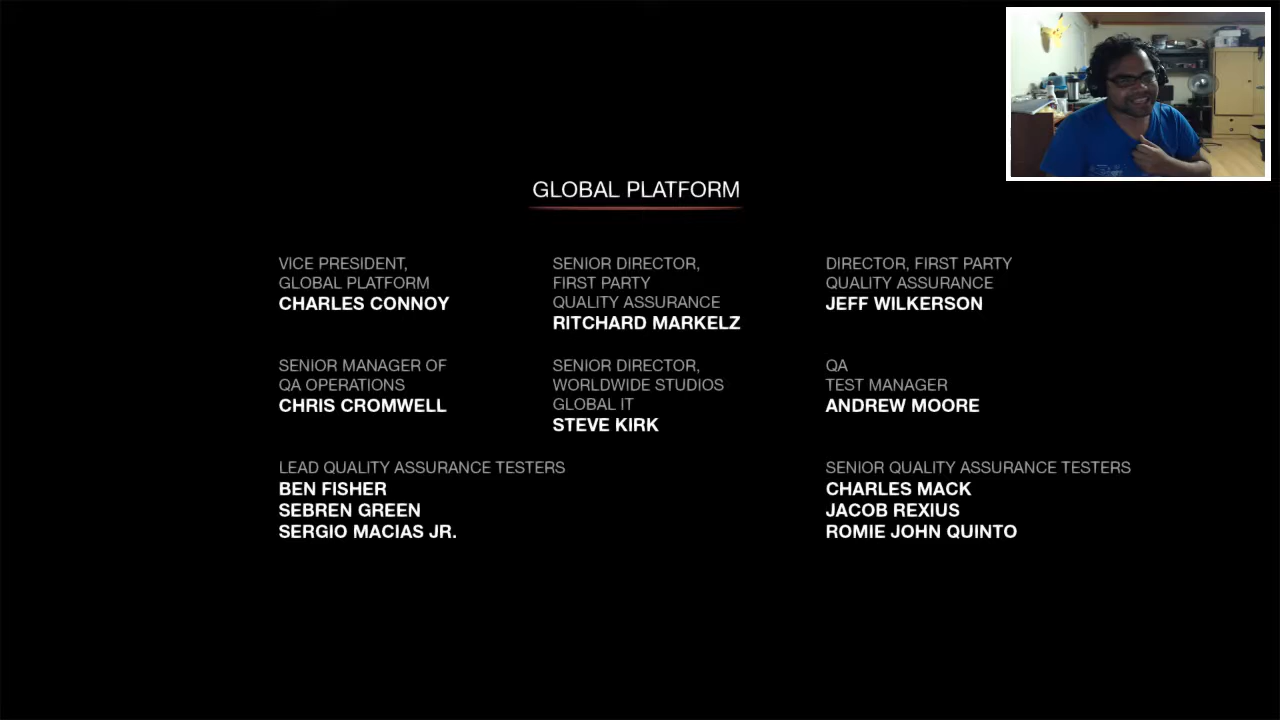 GLOBAL PLATFORM
VICE PRESIDENT,
GLOBAL PLATFORM
CHARLES CONNOY
SENIOR DIRECTOR,
FIRST PARTY
QUALITY ASSURANCE
RITCHARD MARKELZ
DIRECTOR, FIRST PARTY
QUALITY ASSURANCE
JEFF WILKERSON
SENIOR MANAGER OF
QA OPERATIONS
CHRIS CROMWELL
SENIOR DIRECTOR,
WORLDWIDE STUDIOS
GLOBAL IT
STEVE KIRK
QA
TEST MANAGER
ANDREW MOORE
LEAD QUALITY ASSURANCE TESTERS
BEN FISHER
SEBREN GREEN
SERGIO MACIAS JR.
SENIOR QUALITY ASSURANCE TESTERS
CHARLES MACK
JACOB REXIUS
ROMIE JOHN QUINTO